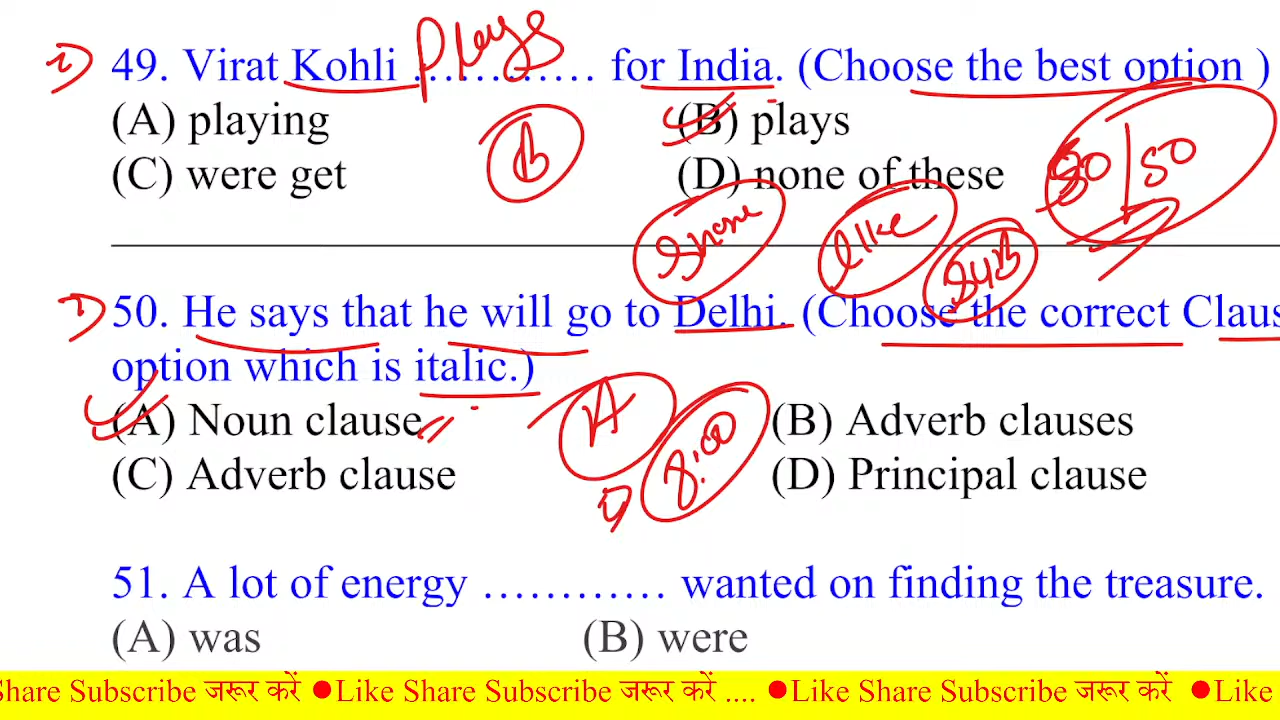 49. Virat Kohli ............ for India. (Choose the best option )
plays
(A) playing (B) plays
B
80 | 50
(C) were get (D) none of these
Share Like Sub
50. He says that he will go to Delhi. (Choose the correct Claus
option which is italic.)
(A) Noun clause (B) Adverb clauses
A
8:00
(C) Adverb clause (D) Principal clause
51. A lot of energy ............ wanted on finding the treasure.
(A) was (B) were
Share Subscribe जरूर करें ●Like Share Subscribe जरूर करें .... ●Like Share Subscribe जरूर करें ●Like